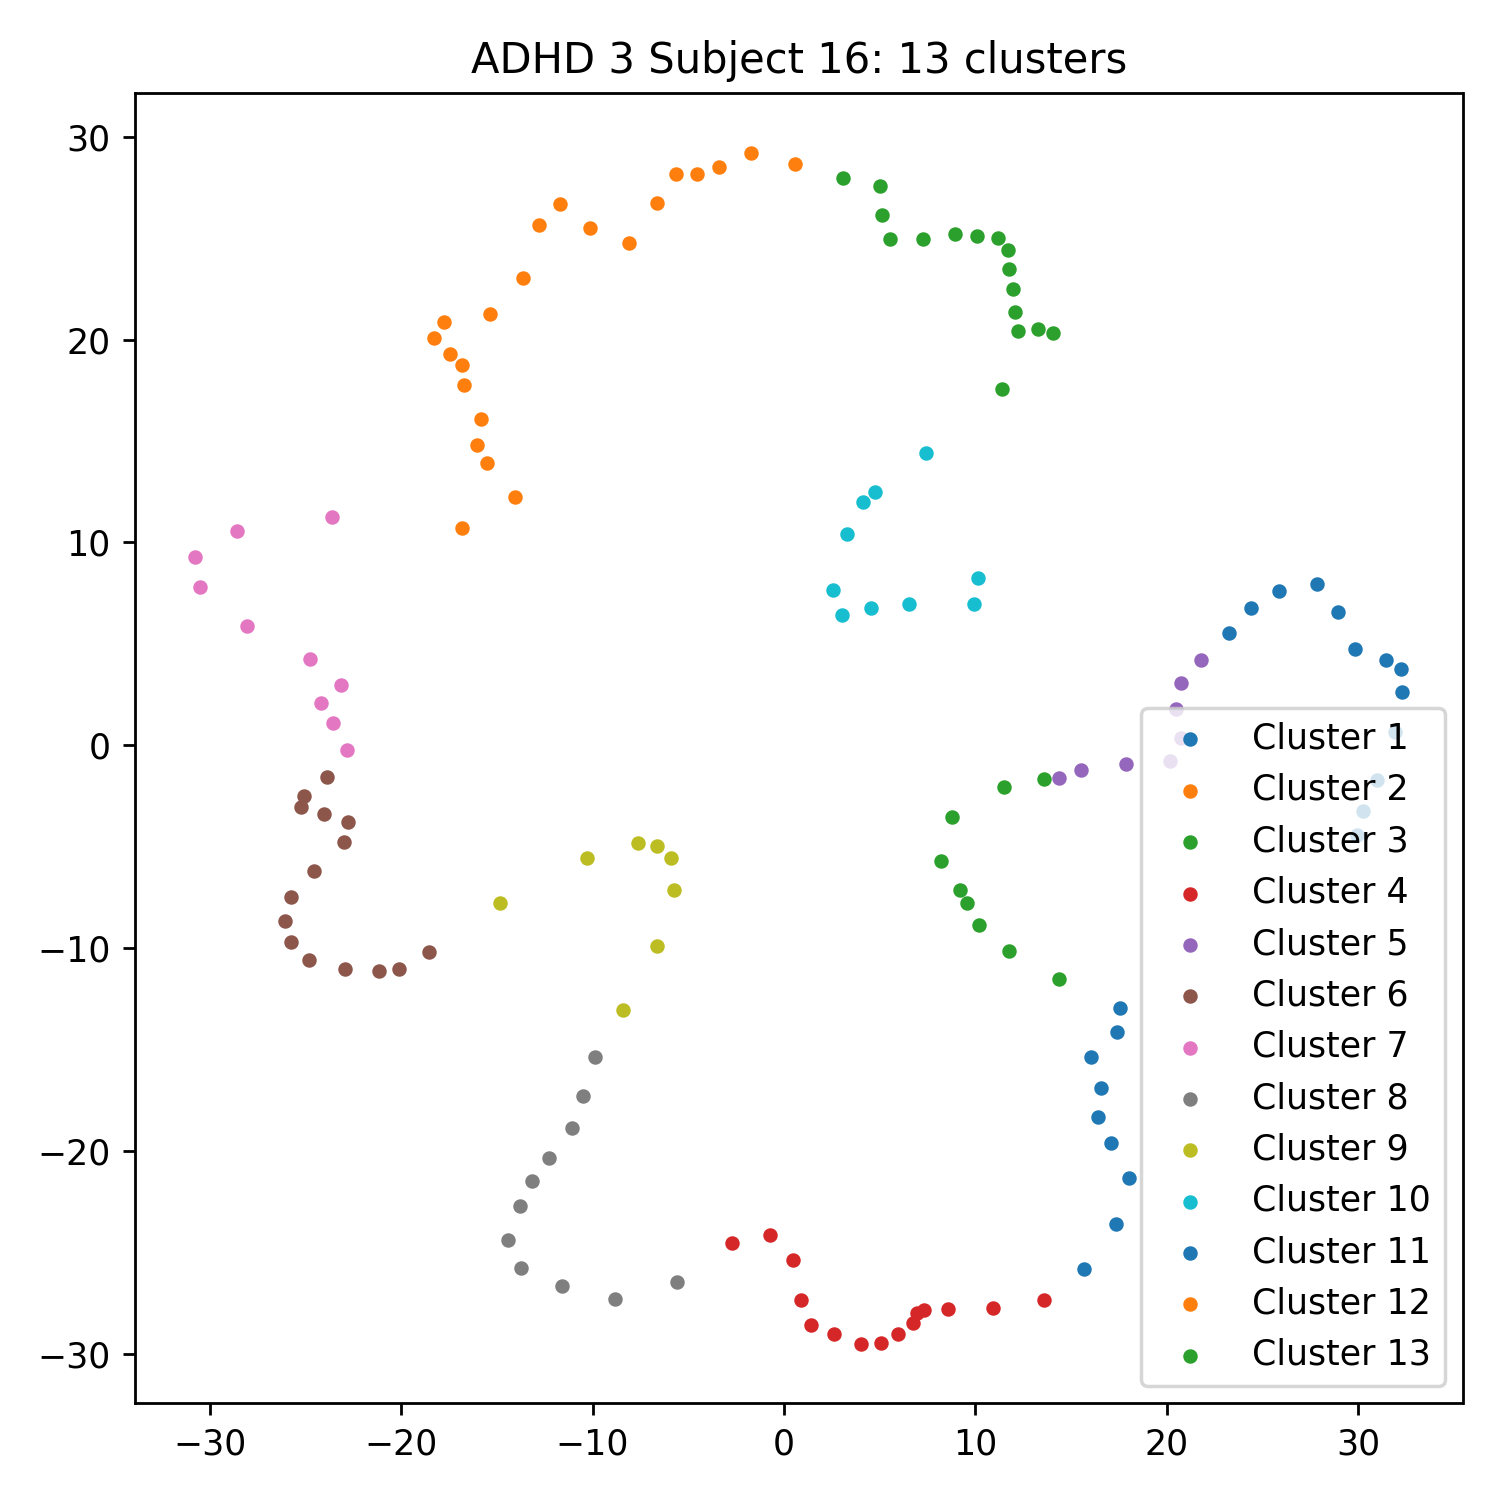 ADHD 3 Subject 16: 13 clusters
30
20
10
0
−10
−20
−30
Cluster 1
Cluster 2
Cluster 3
Cluster 4
Cluster 5
Cluster 6
Cluster 7
Cluster 8
Cluster 9
Cluster 10
Cluster 11
Cluster 12
Cluster 13
−30 −20 −10 0 10 20 30